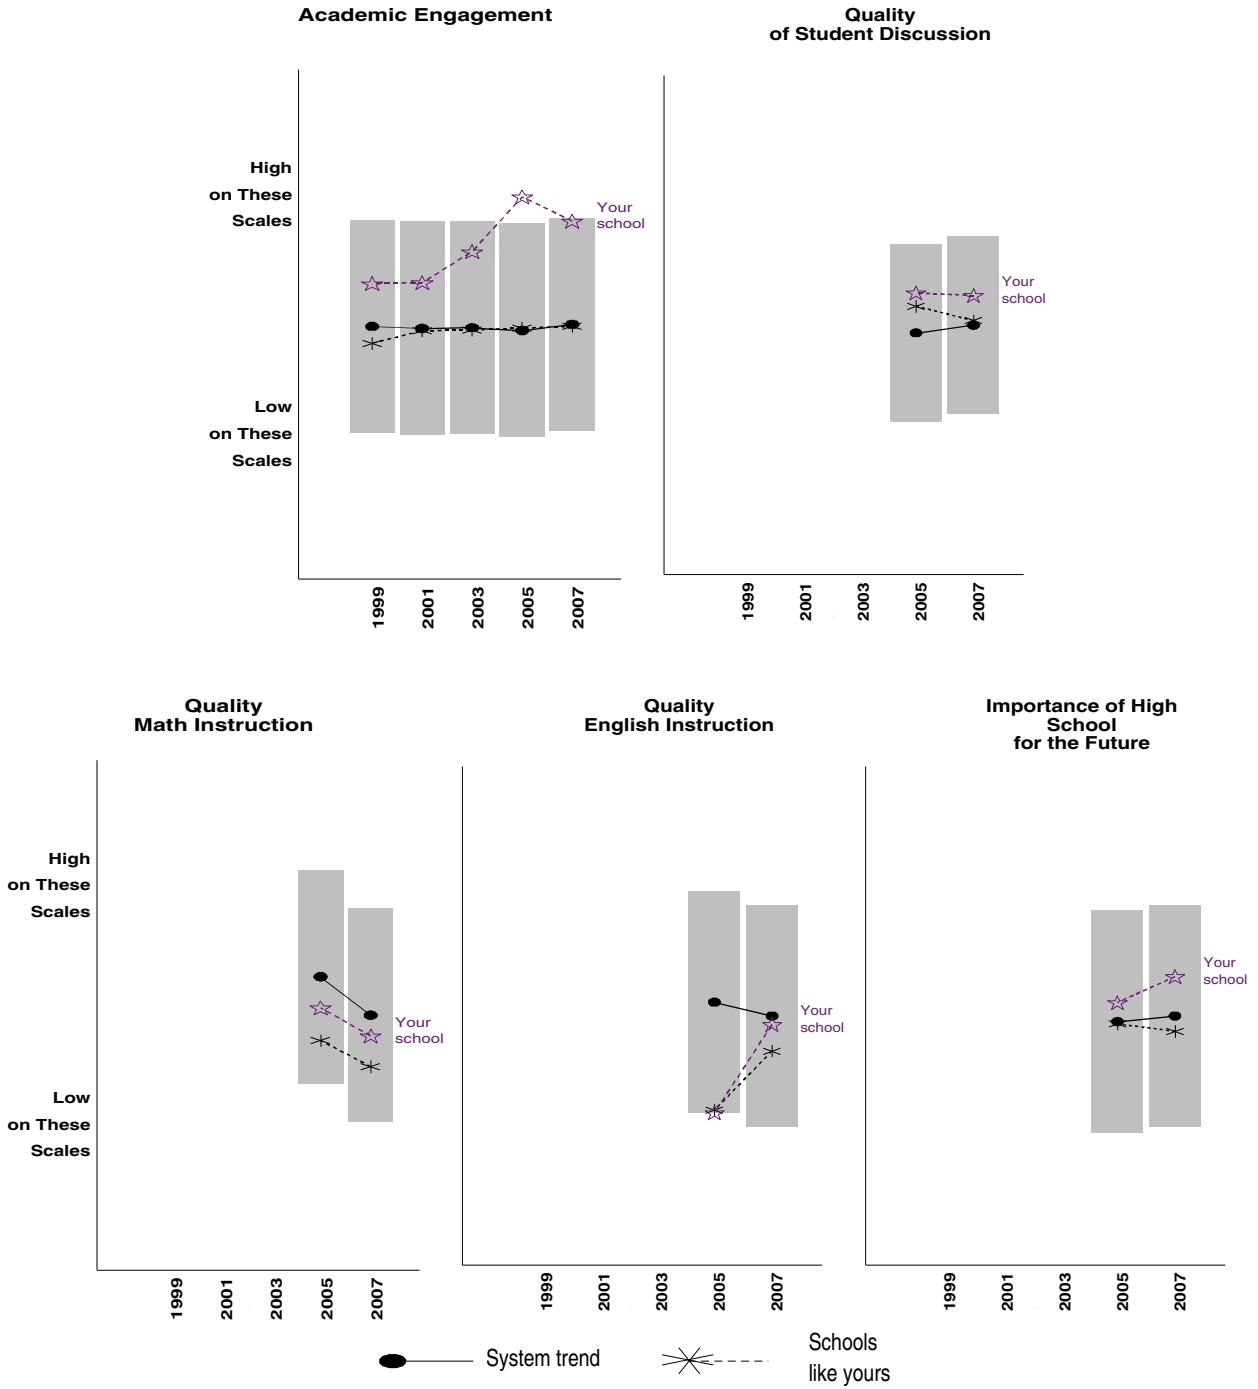 Academic Engagement
Quality
of Student Discussion
High
on These
Scales
Low
on These
Scales
Your
school
1999
2001
2003
2005
2007
Your
school
1999
2001
2003
2005
2007
Quality
Math Instruction
Quality
English Instruction
Importance of High
School
for the Future
High
on These
Scales
Low
on These
Scales
Your
school
1999
2001
2003
2005
2007
Your
school
1999
2001
2003
2005
2007
Your
school
1999
2001
2003
2005
2007
System trend
Schools
like yours